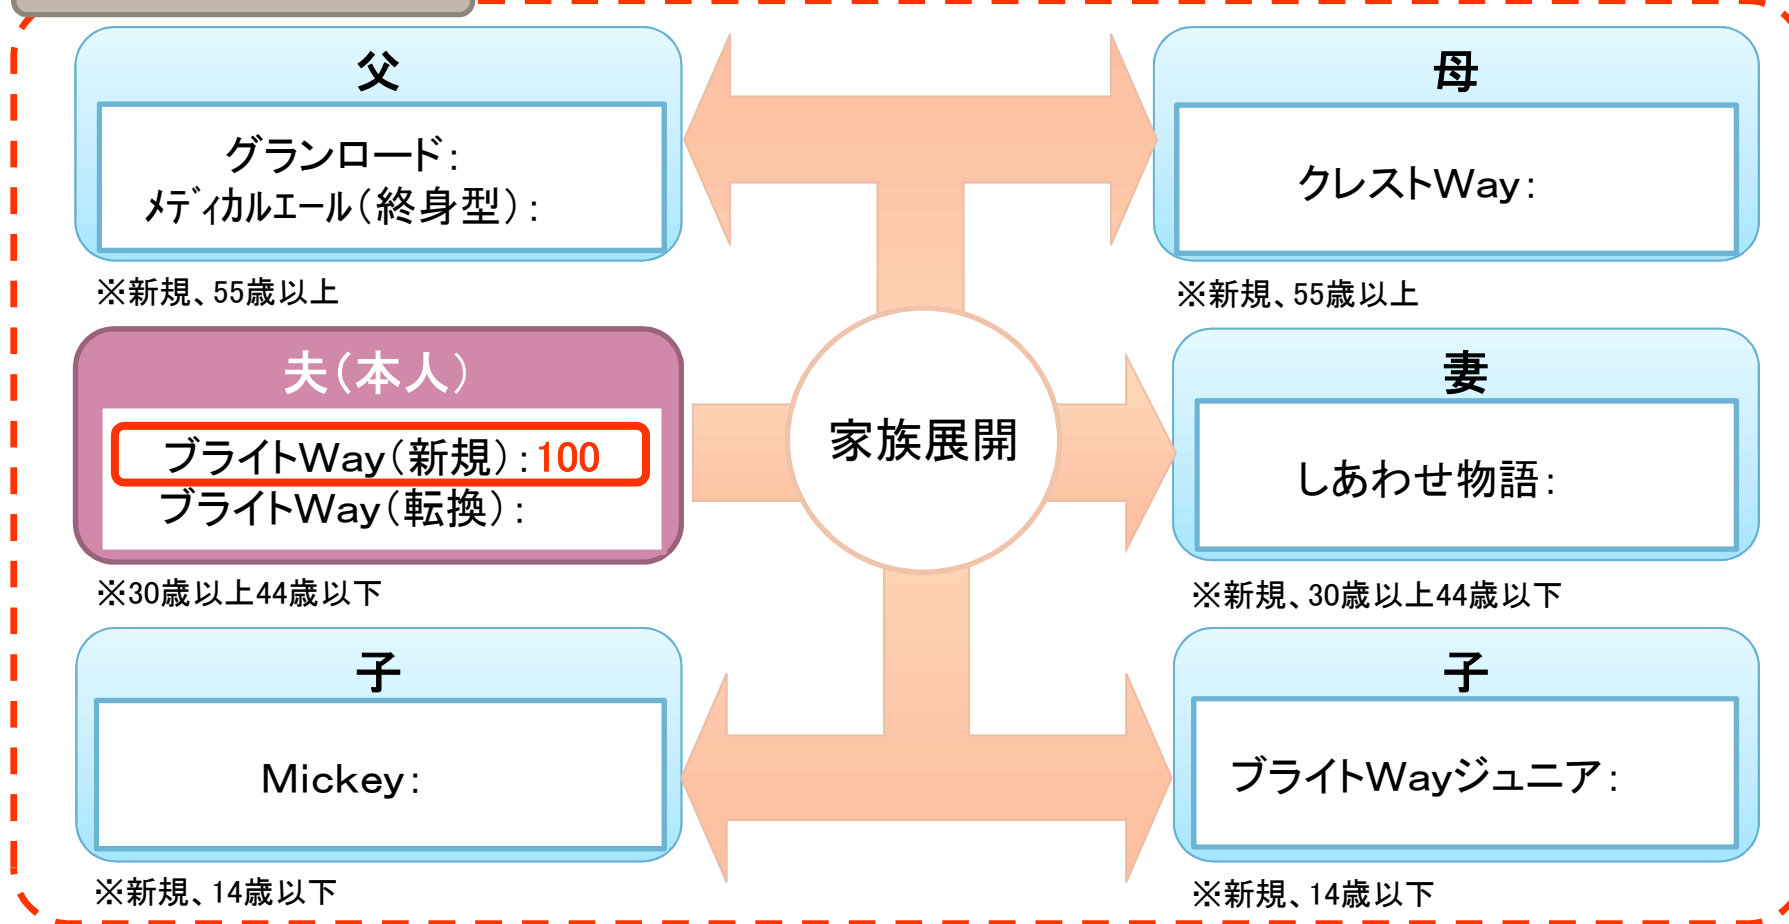 父
グランロード：
メディカルエール（終身型）：
※新規、55歳以上
母
クレストWay：
※新規、55歳以上
夫（本人）
ブライトWay（新規）：100
ブライトWay（転換）：
※30歳以上44歳以下
家族展開
妻
しあわせ物語：
※新規、30歳以上44歳以下
子
Mickey：
※新規、14歳以下
子
ブライトWayジュニア：
※新規、14歳以下